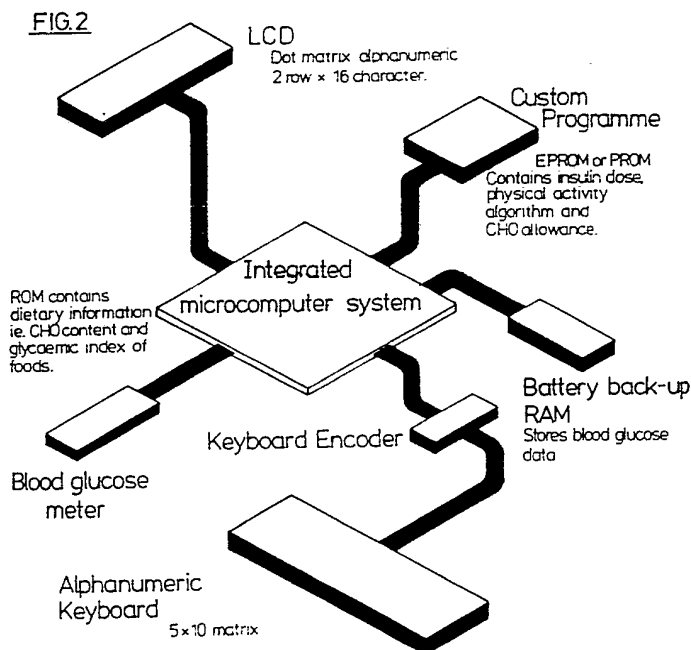 FIG.2
LCD
Dot matrix alphanumeric
2 row × 16 character.
Custom
Programme
EPROM or PROM
Contains insulin dose,
physical activity
algorithm and
CHO allowance.
Integrated
microcomputer system
ROM contains
dietary information
ie. CHO content and
glycaemic index of
foods.
Battery back-up
RAM
Stores blood glucose
data
Keyboard Encoder
Blood glucose
meter
Alphanumeric
Keyboard
5×10 matrix